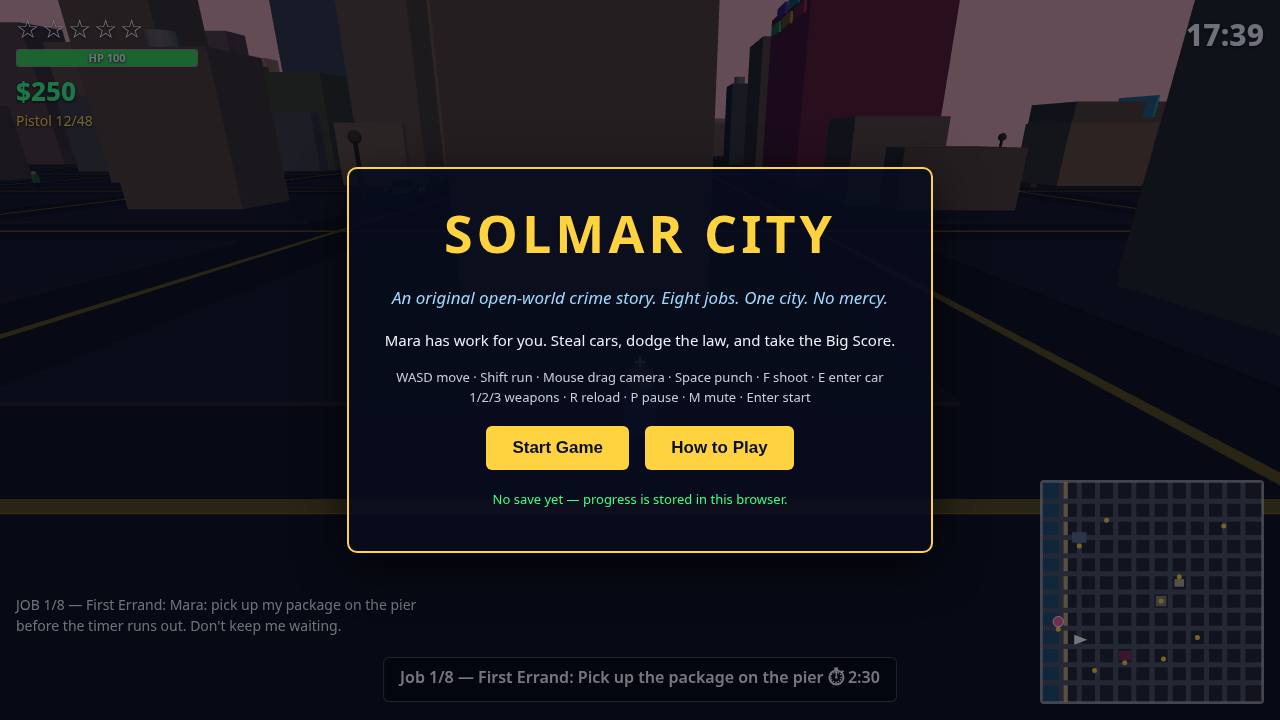 ☆☆☆☆☆
HP 100
$250
Pistol 12/48
17:39
SOLMAR CITY
An original open-world crime story. Eight jobs. One city. No mercy.
Mara has work for you. Steal cars, dodge the law, and take the Big Score.
WASD move · Shift run · Mouse drag camera · Space punch · F shoot · E enter car
1/2/3 weapons · R reload · P pause · M mute · Enter start
Start Game
How to Play
No save yet — progress is stored in this browser.
JOB 1/8 — First Errand: Mara: pick up my package on the pier
before the timer runs out. Don't keep me waiting.
Job 1/8 — First Errand: Pick up the package on the pier ⏱ 2:30